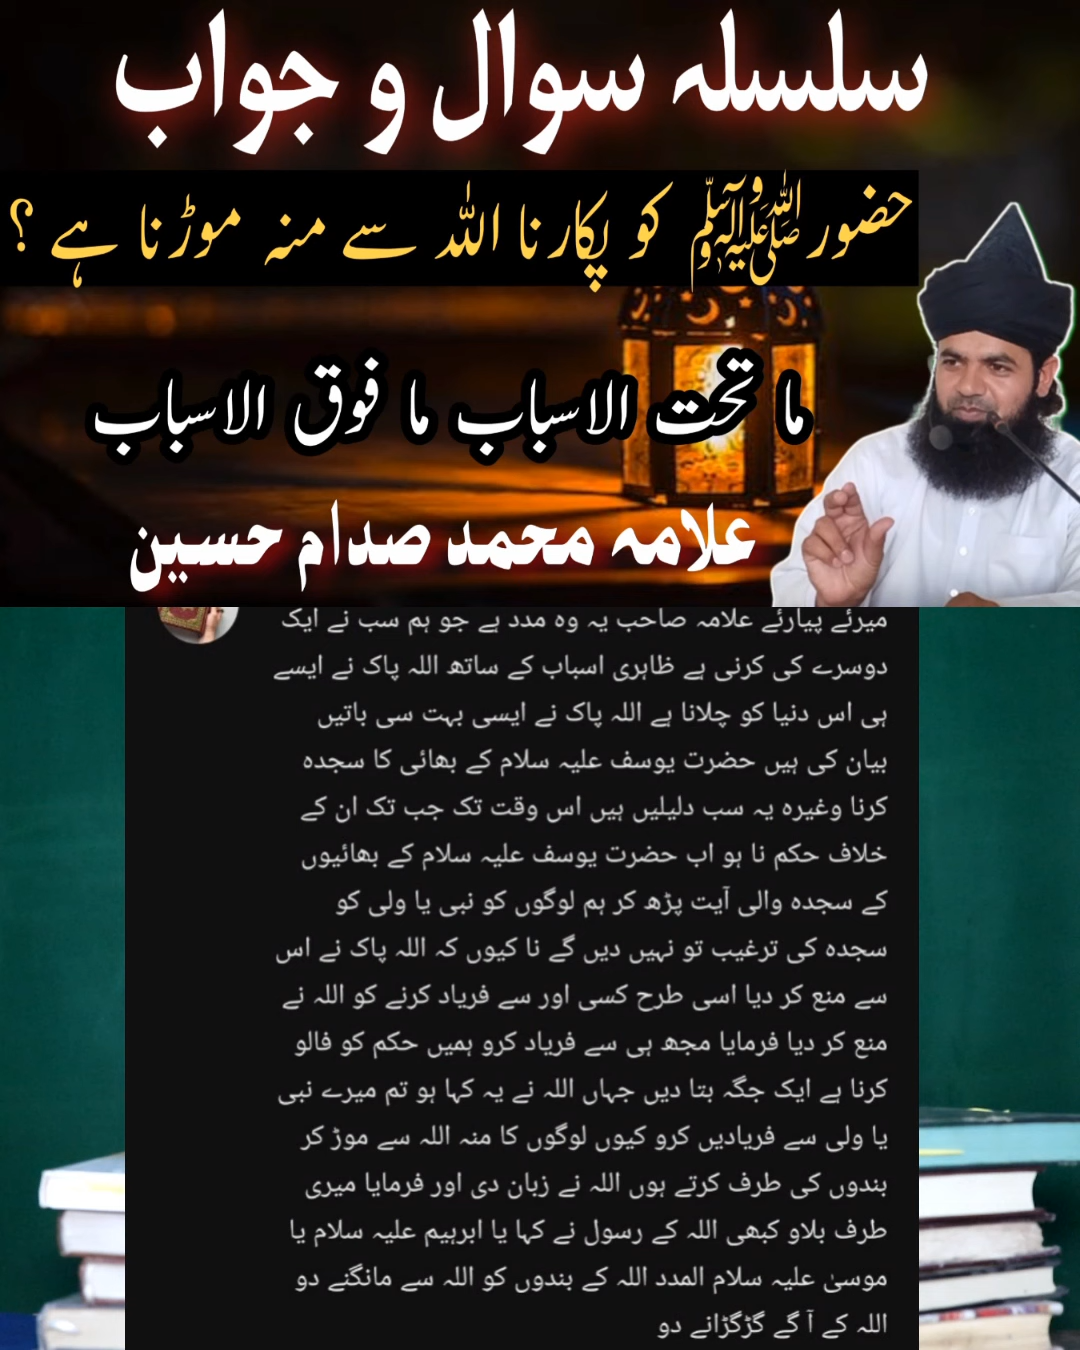 سلسلہ سوال و جواب
حضور ﷺ کو پکارنا اللہ سے منہ موڑنا ہے ؟
ما تحت الاسباب ما فوق الاسباب
علامہ محمد صدام حسین
میرئے پیارئے علامہ صاحب یہ وہ مدد ہے جو ہم سب نے ایک
دوسرے کی کرنی ہے ظاہری اسباب کے ساتھ اللہ پاک نے ایسے
ہی اس دنیا کو چلانا ہے اللہ پاک نے ایسی بہت سی باتیں
بیان کی ہیں حضرت یوسف علیہ سلام کے بھائی کا سجدہ
کرنا وغیرہ یہ سب دلیلیں ہیں اس وقت تک جب تک ان کے
خلاف حکم نا ہو اب حضرت یوسف علیہ سلام کے بھائیوں
کے سجدہ والی آیت پڑھ کر ہم لوگوں کو نبی یا ولی کو
سجدہ کی ترغیب تو نہیں دیں گے نا کیوں کہ اللہ پاک نے اس
سے منع کر دیا اسی طرح کسی اور سے فریاد کرنے کو اللہ نے
منع کر دیا فرمایا مجھ ہی سے فریاد کرو ہمیں حکم کو فالو
کرنا ہے ایک جگہ بتا دیں جہاں اللہ نے یہ کہا ہو تم میرے نبی
یا ولی سے فریادیں کرو کیوں لوگوں کا منہ اللہ سے موڑ کر
بندوں کی طرف کرتے ہوں اللہ نے زبان دی اور فرمایا میری
طرف بلاو کبھی اللہ کے رسول نے کہا یا ابرہیم علیہ سلام یا
موسیٰ علیہ سلام المدد اللہ کے بندوں کو اللہ سے مانگنے دو
اللہ کے آ گے گڑگڑانے دو